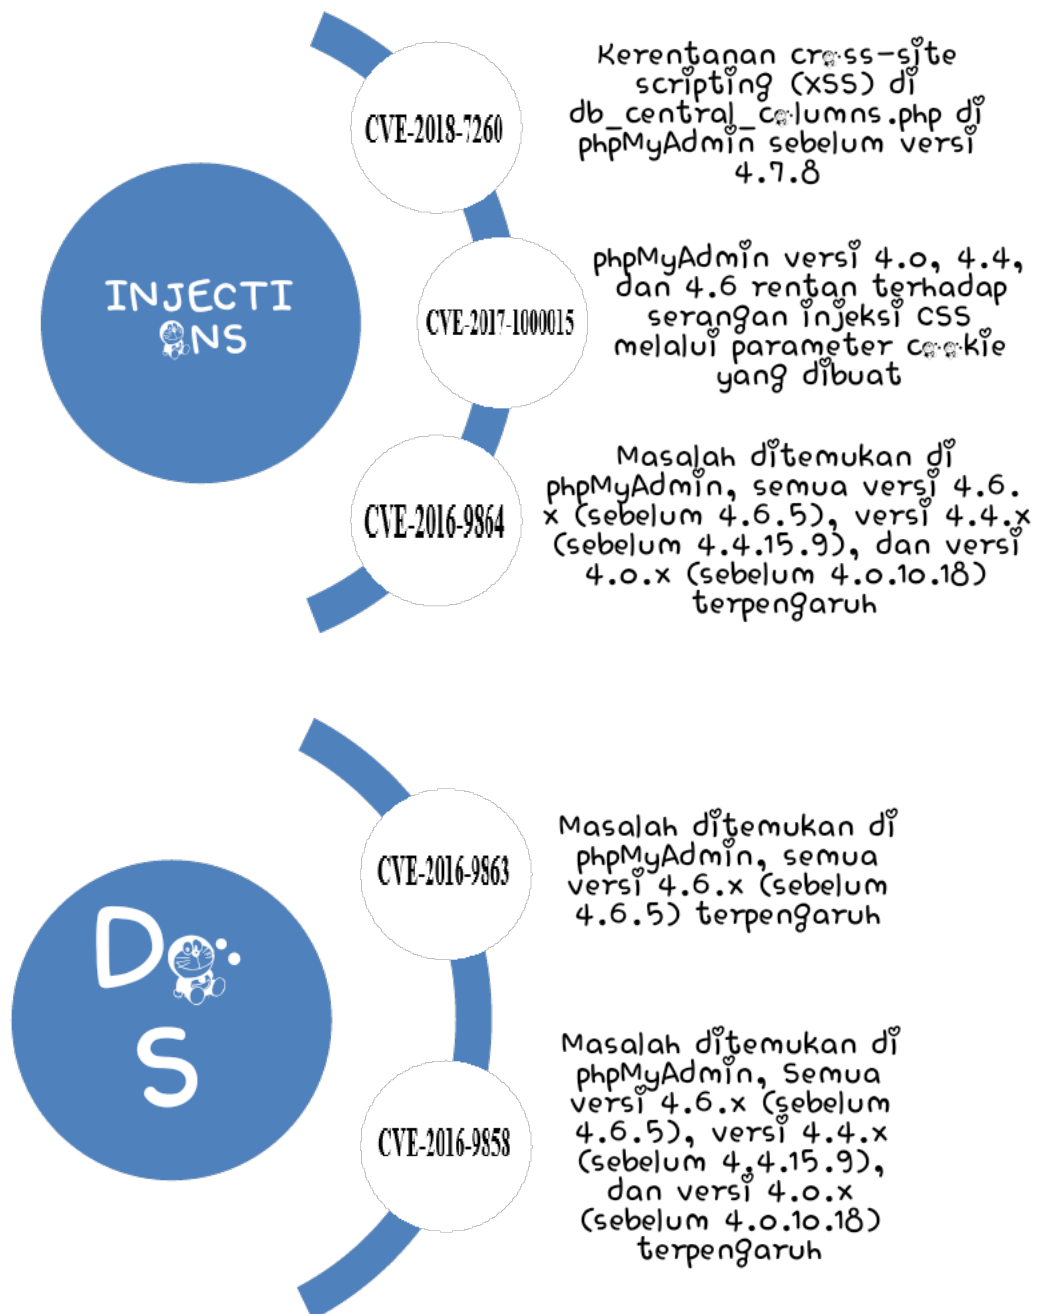 INJECTI
ONS
CVE-2018-7260
Kerentanan cross-site
scripting (XSS) di
db_central_columns.php di
phpMyAdmin sebelum versi
4.7.8
CVE-2017-1000015
phpMyAdmin versi 4.0, 4.4,
dan 4.6 rentan terhadap
serangan injeksi CSS
melalui parameter cookie
yang dibuat
CVE-2016-9864
Masalah ditemukan di
phpMyAdmin, semua versi 4.6.
x (sebelum 4.6.5), versi 4.4.x
(sebelum 4.4.15.9), dan versi
4.0.x (sebelum 4.0.10.18)
terpengaruh
DO
S
CVE-2016-9863
Masalah ditemukan di
phpMyAdmin, semua
versi 4.6.x (sebelum
4.6.5) terpengaruh
CVE-2016-9858
Masalah ditemukan di
phpMyAdmin, Semua
versi 4.6.x (sebelum
4.6.5), versi 4.4.x
(sebelum 4.4.15.9),
dan versi 4.0.x
(sebelum 4.0.10.18)
terpengaruh